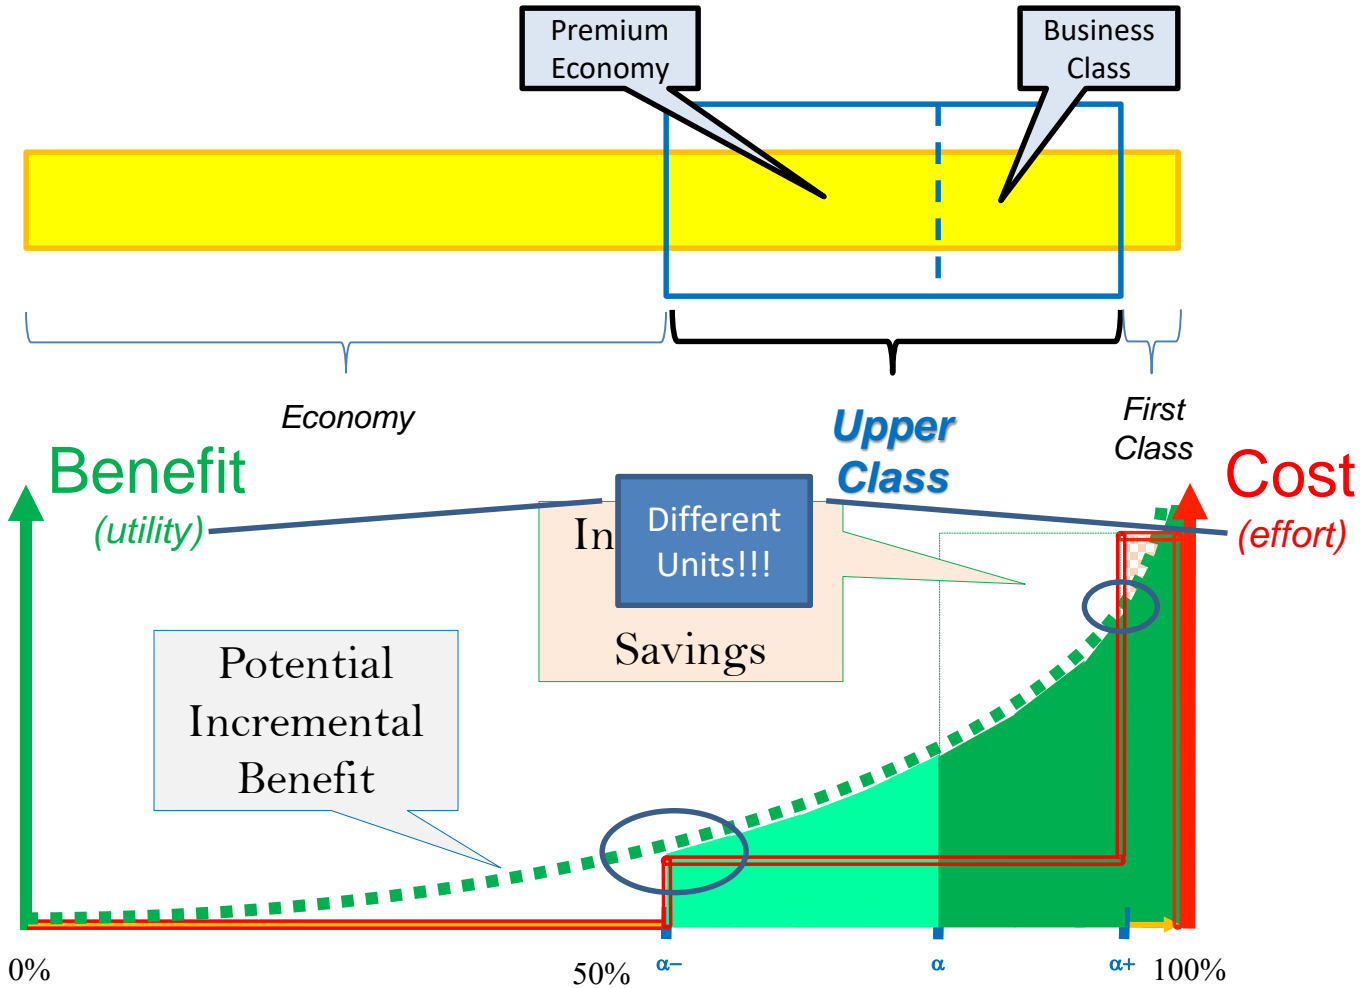 Premium
Economy
Business
Class
Economy
Upper
Class
First
Class
Benefit
(utility)
Cost
(effort)
In
Different
Units!!!
Savings
Potential
Incremental
Benefit
0%
50%
α−
α
α+
100%